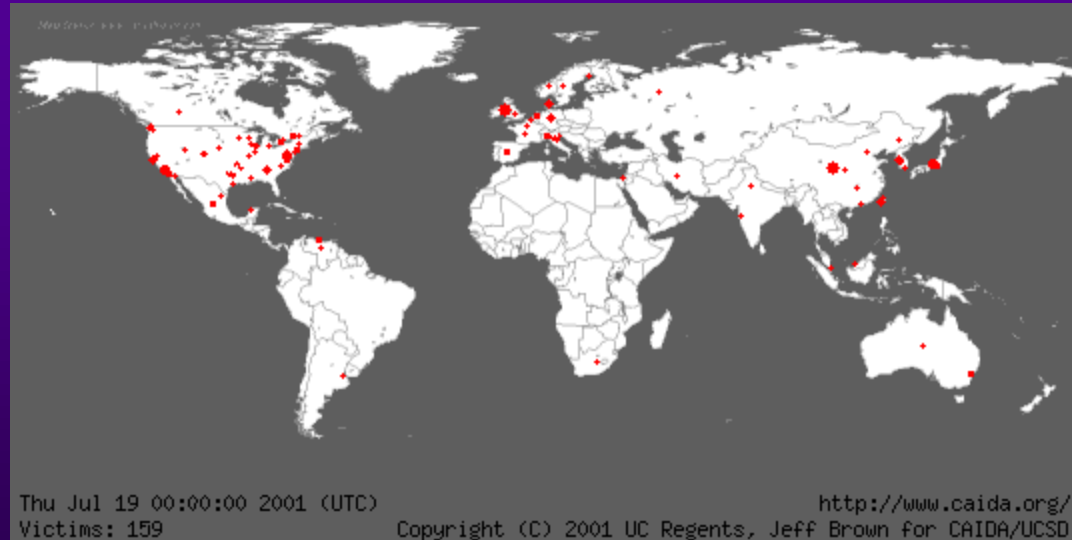 Thu Jul 19 00:00:00 2001 (UTC)
http://www.caida.org/
Victims: 159
Copyright (C) 2001 UC Regents, Jeff Brown for CAIDA/UCSD